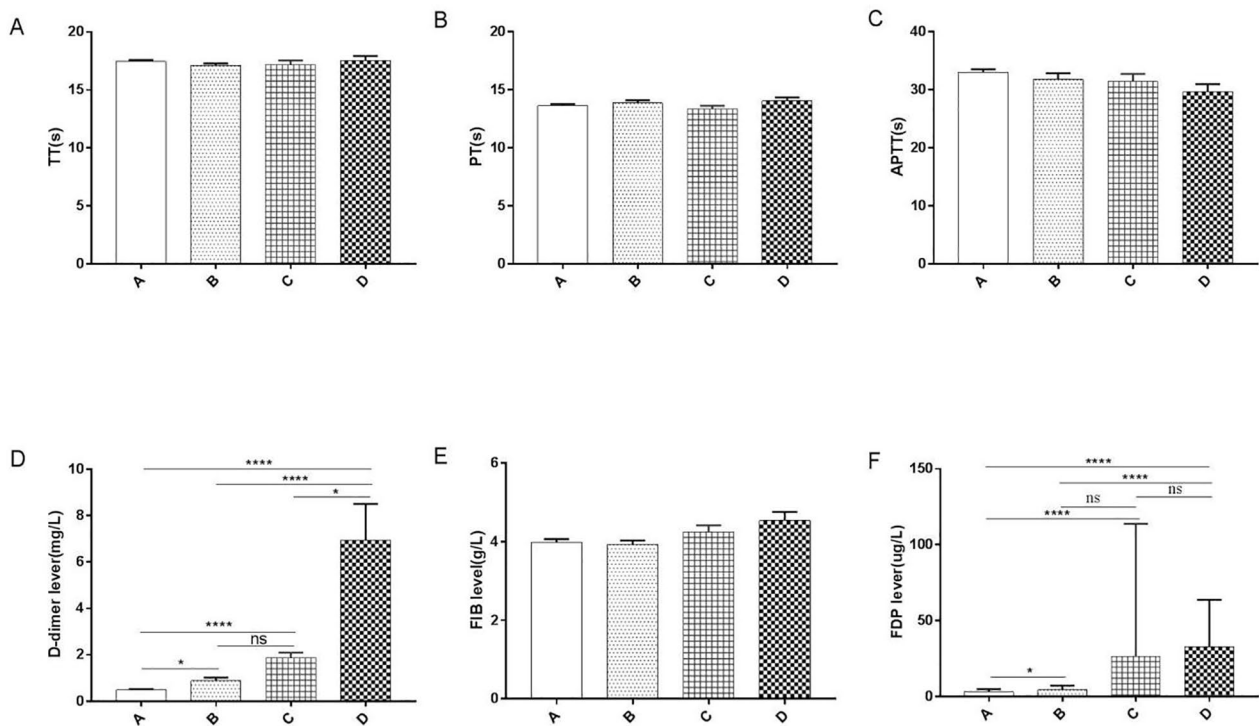 A
TT(s)
20
15
10
5
0
A B C D
B
PT(s)
20
15
10
5
0
A B C D
C
APTT(s)
40
30
20
10
0
A B C D
D
D-dimer lever(mg/L)
10
8
6
4
2
0
****
****
*
****
ns
*
A B C D
E
FIB level(g/L)
6
4
2
0
A B C D
F
FDP lever(ug/L)
150
100
50
0
****
****
ns ns
****
*
A B C D